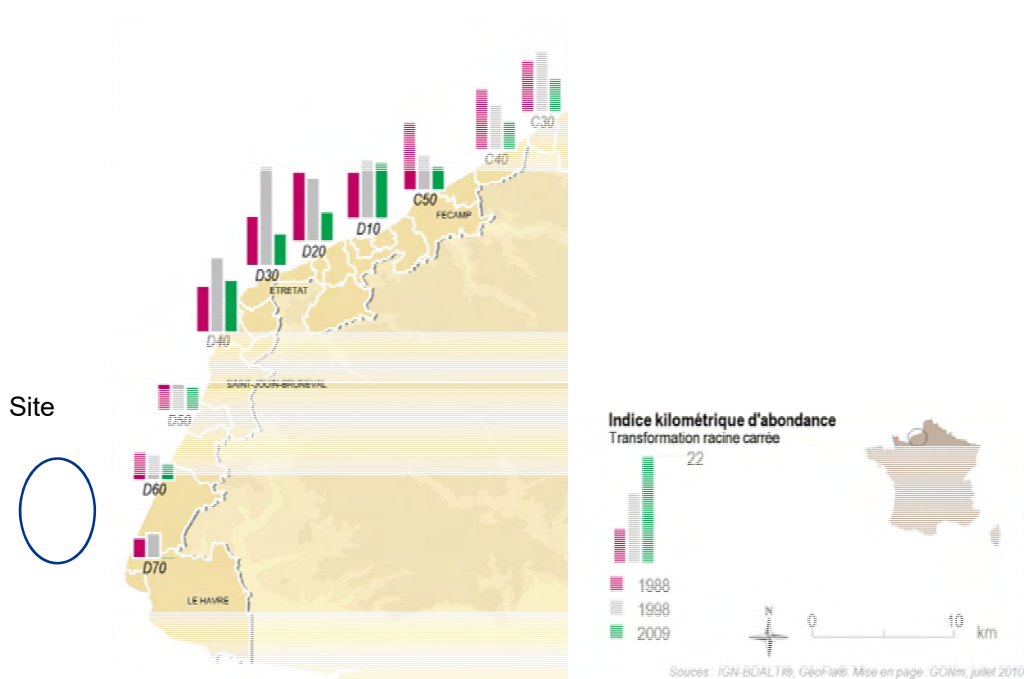 C30
C40
C50
FECAMP
D10
D20
D30
ETRETAT
D40
SAINT-JOUIN-BRUNEVAL
D50
Site
D60
D70
LE HAVRE
Indice kilométrique d'abondance
Transformation racine carrée
22
1988
1998
2009
N
0 10
km
Souces : IGN-BDALTI®, GéoFla®. Mise en page : GONm, juillet 2010